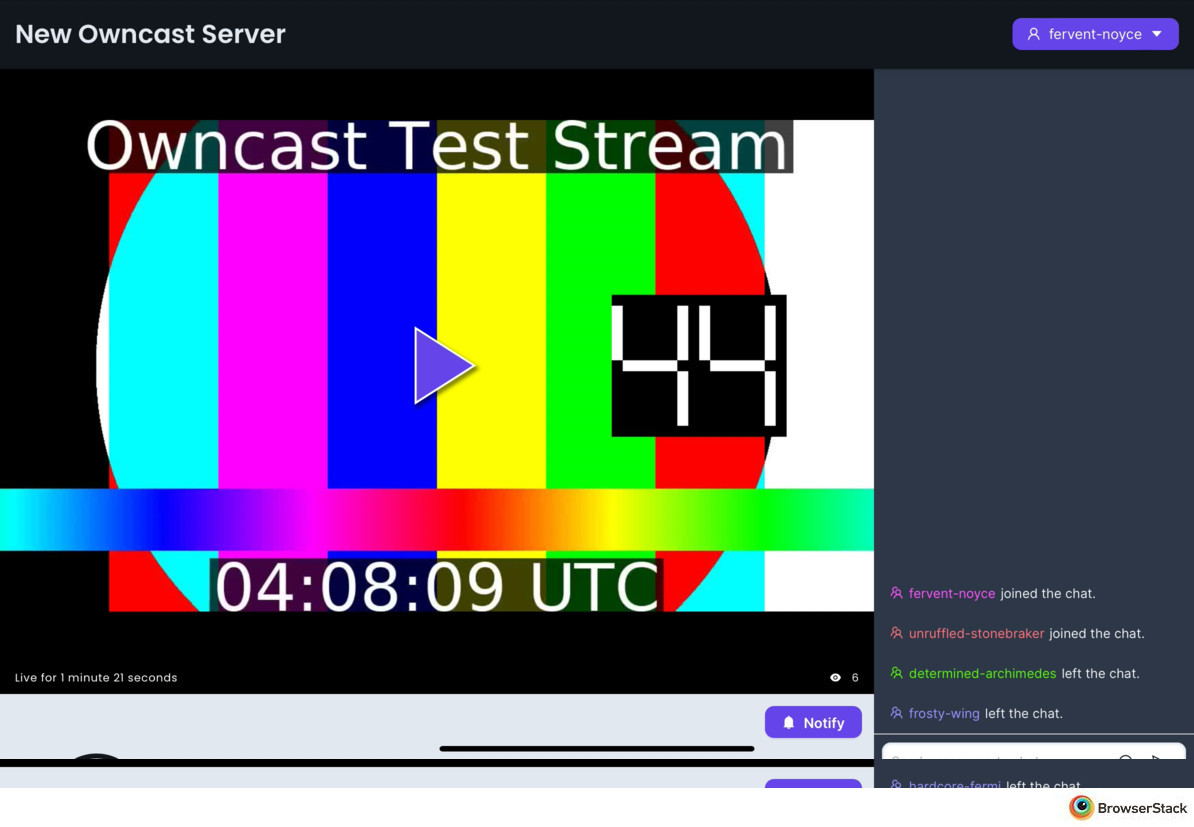 New Owncast Server
fervent-noyce
Owncast Test Stream
44
04:08:09 UTC
Live for 1 minute 21 seconds
6
Notify
fervent-noyce joined the chat.
unruffled-stonebraker joined the chat.
determined-archimedes left the chat.
frosty-wing left the chat.
hardcore-fermi left the chat
BrowserStack